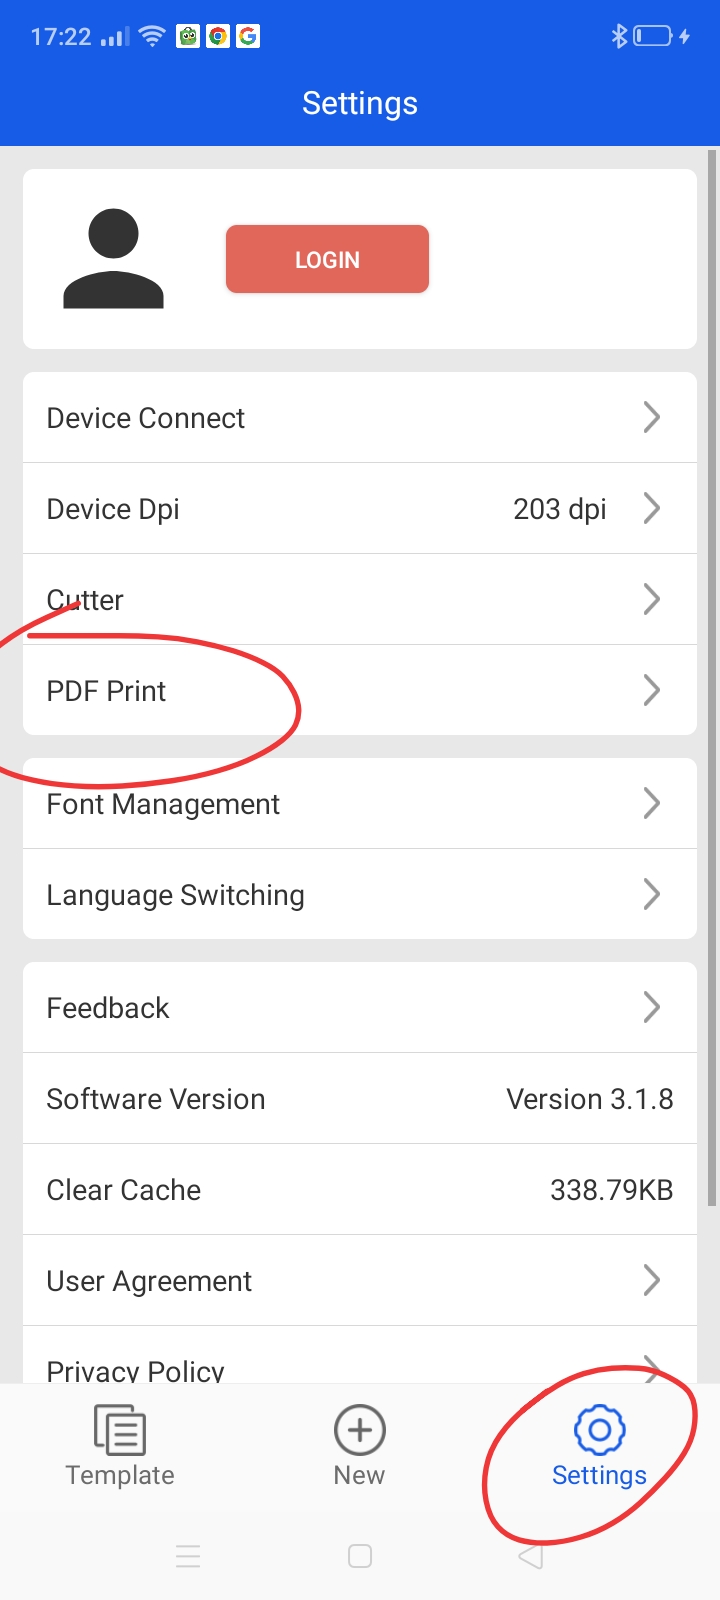 17:22
Settings
LOGIN
Device Connect
Device Dpi 203 dpi
Cutter
PDF Print
Font Management
Language Switching
Feedback
Software Version Version 3.1.8
Clear Cache 338.79KB
User Agreement
Privacy Policy
Template New Settings